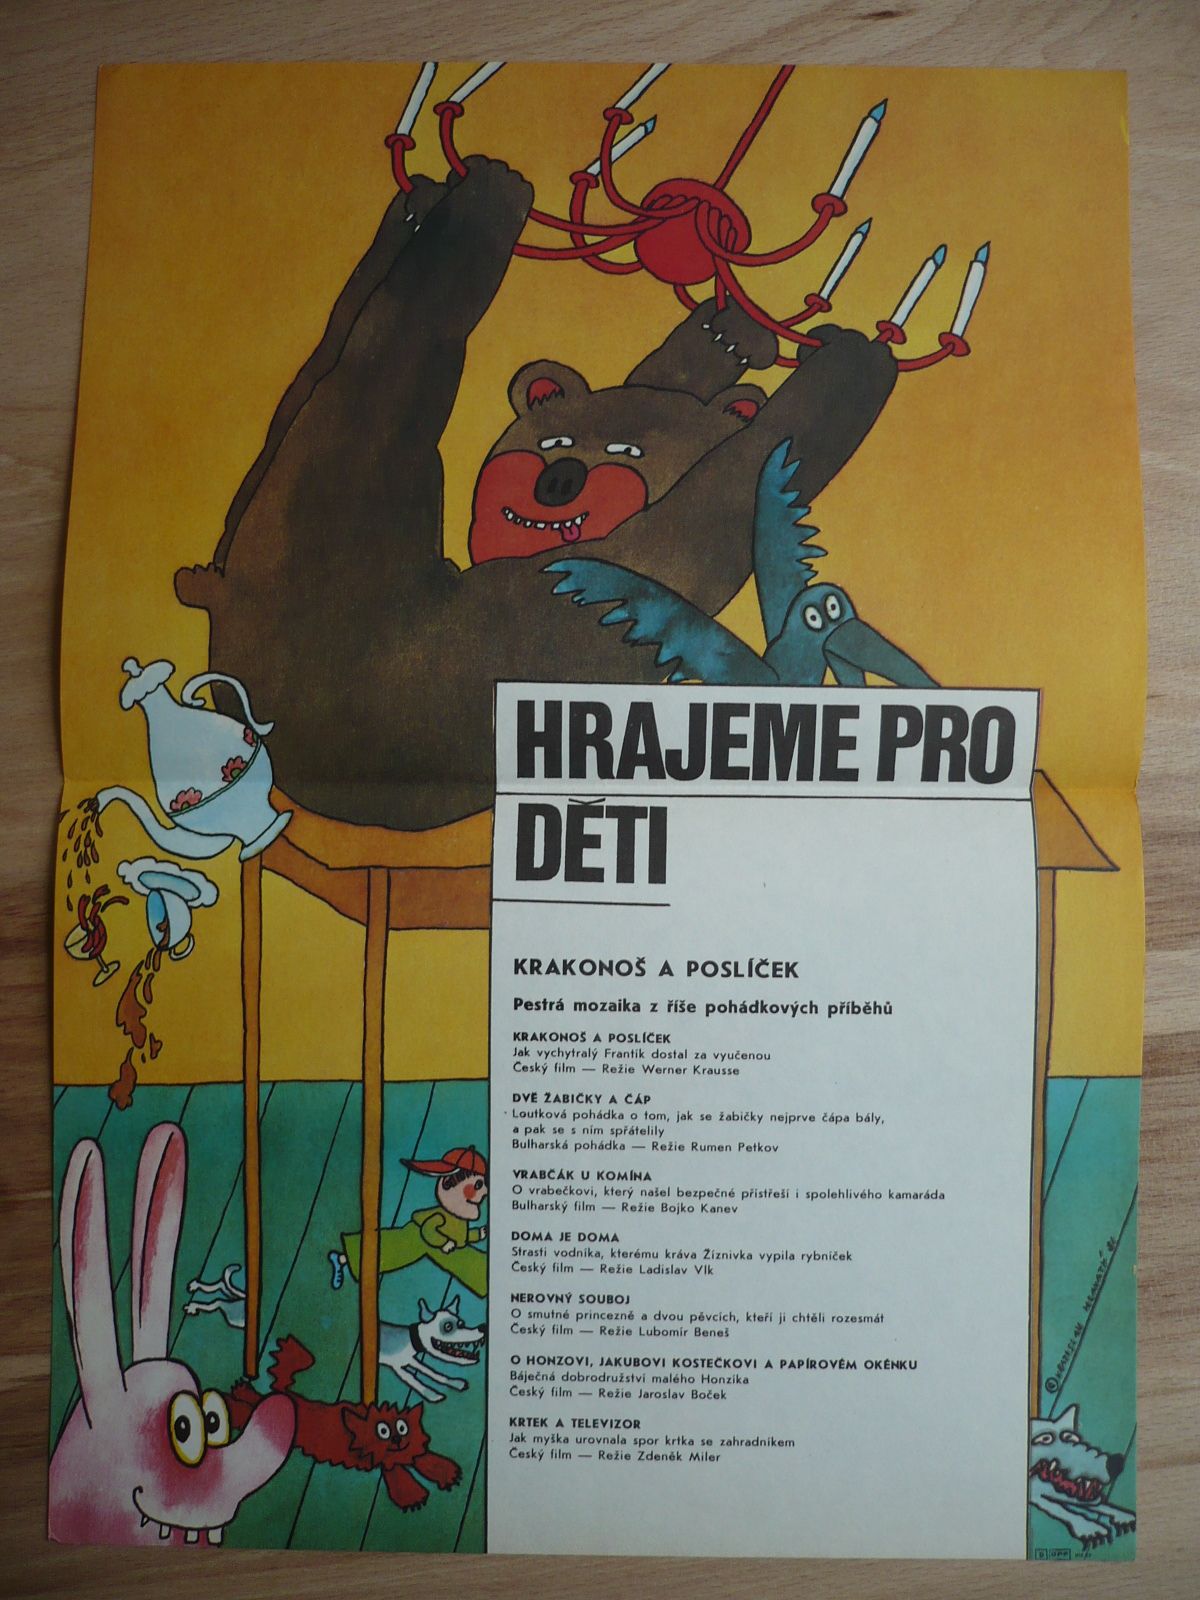 HRAJEME PRO
DĚTI
KRAKONOŠ A POSLÍČEK
Pestrá mozaika z říše pohádkových příběhů
KRAKONOŠ A POSLÍČEK
Jak vychytralý Frantík dostal za vyučenou
Český film — Režie Werner Krausse
DVĚ ŽABIČKY A ČÁP
Loutková pohádka o tom, jak se žabičky nejprve čápa bály,
a pak se s ním spřátelily
Bulharská pohádka — Režie Rumen Petkov
VRABČÁK U KOMÍNA
O vrabečkovi, který našel bezpečné přístřeší i spolehlivého kamaráda
Bulharský film — Režie Bojko Kanev
DOMA JE DOMA
Strasti vodníka, kterému kráva Žíznivka vypila rybníček
Český film — Režie Ladislav Vlk
NEROVNÝ SOUBOJ
O smutné princezně a dvou pěvcích, kteří ji chtěli rozesmát
Český film — Režie Lubomír Beneš
O HONZOVI, JAKUBOVI KOSTEČKOVI A PAPÍROVÉM OKÉNKU
Báječná dobrodružství malého Honzíka
Český film — Režie Jaroslav Boček
KRTEK A TELEVIZOR
Jak myška urovnala spor krtka se zahradníkem
Český film — Režie Zdeněk Miler